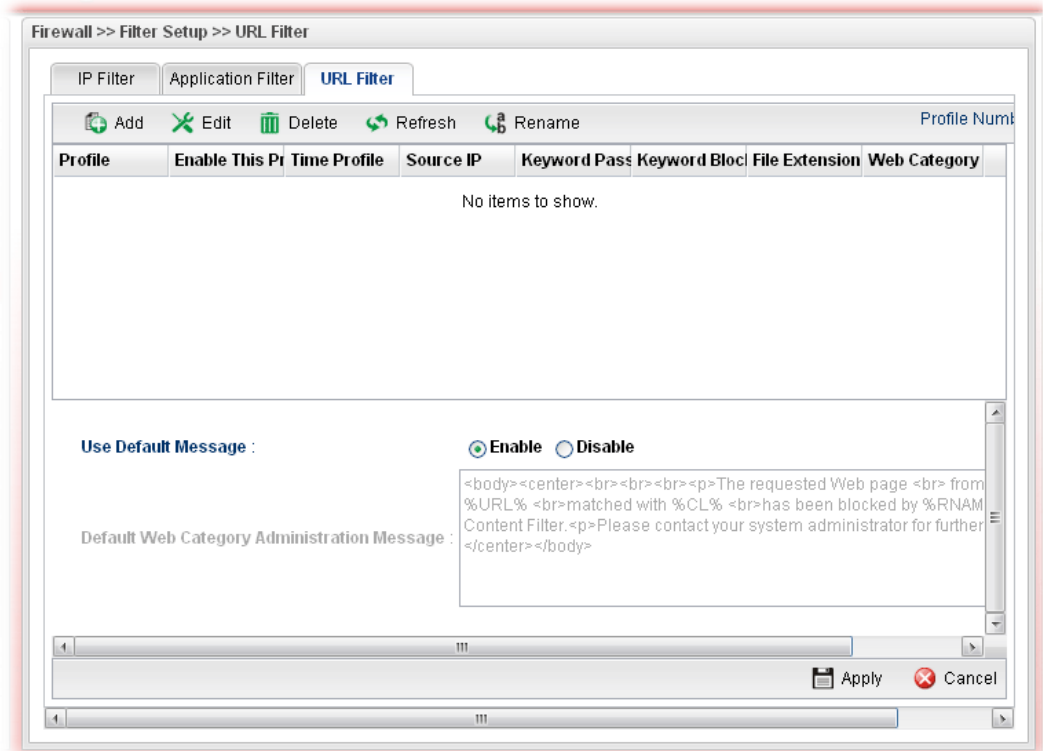 Firewall >> Filter Setup >> URL Filter
IP Filter Application Filter URL Filter
Add Edit Delete Refresh Rename Profile Numb
Profile Enable This Pr Time Profile Source IP Keyword Pass Keyword Bloc File Extension Web Category
No items to show.
Use Default Message : Enable Disable
Default Web Category Administration Message :
<body><center><br><br><br><p>The requested Web page <br> from
%URL% <br>matched with %CL% <br>has been blocked by %RNAM
Content Filter.<p>Please contact your system administrator for further
</center></body>
Apply Cancel